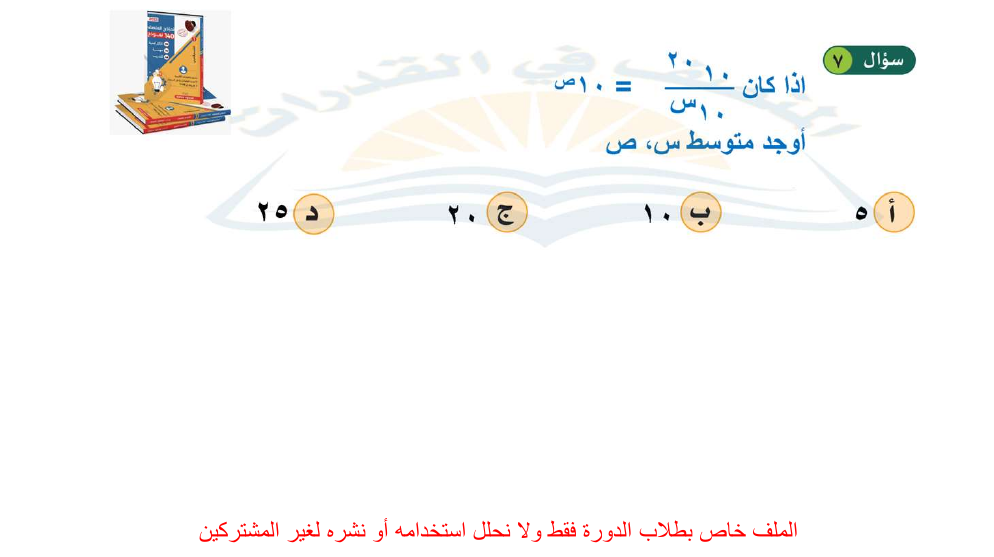 سؤال ٧
اذا كان ١٠^٢٠ / ١٠^س = ١٠^ص
أوجد متوسط س، ص
أ ٥
ب ١٠
ج ٢٠
د ٢٥
الملف خاص بطلاب الدورة فقط ولا نحلل استخدامه أو نشره لغير المشتركين